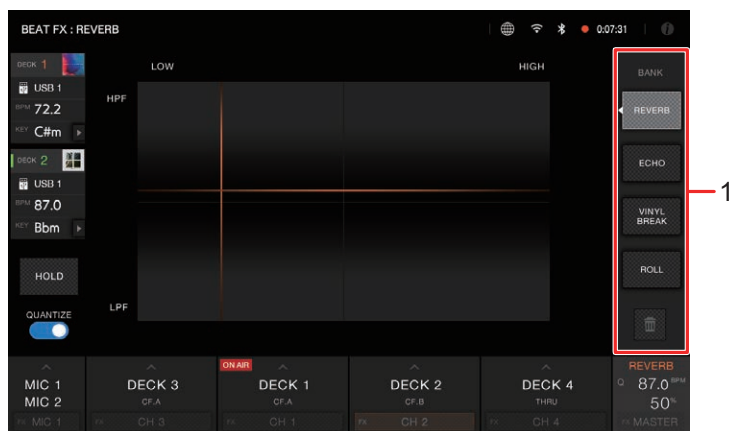 BEAT FX : REVERB
0:07:31
DECK 1
USB 1
BPM 72.2
KEY C#m
DECK 2
USB 1
BPM 87.0
KEY Bbm
HOLD
QUANTIZE
LOW
HIGH
HPF
LPF
BANK
REVERB
ECHO
VINYL
BREAK
ROLL
1
MIC 1
MIC 2
FX MIC 1
DECK 3
CF.A
FX CH 3
ON AIR
DECK 1
CF.A
FX CH 1
DECK 2
CF.B
FX CH 2
DECK 4
THRU
FX CH 4
REVERB
Q 87.0 BPM
50%
FX MASTER